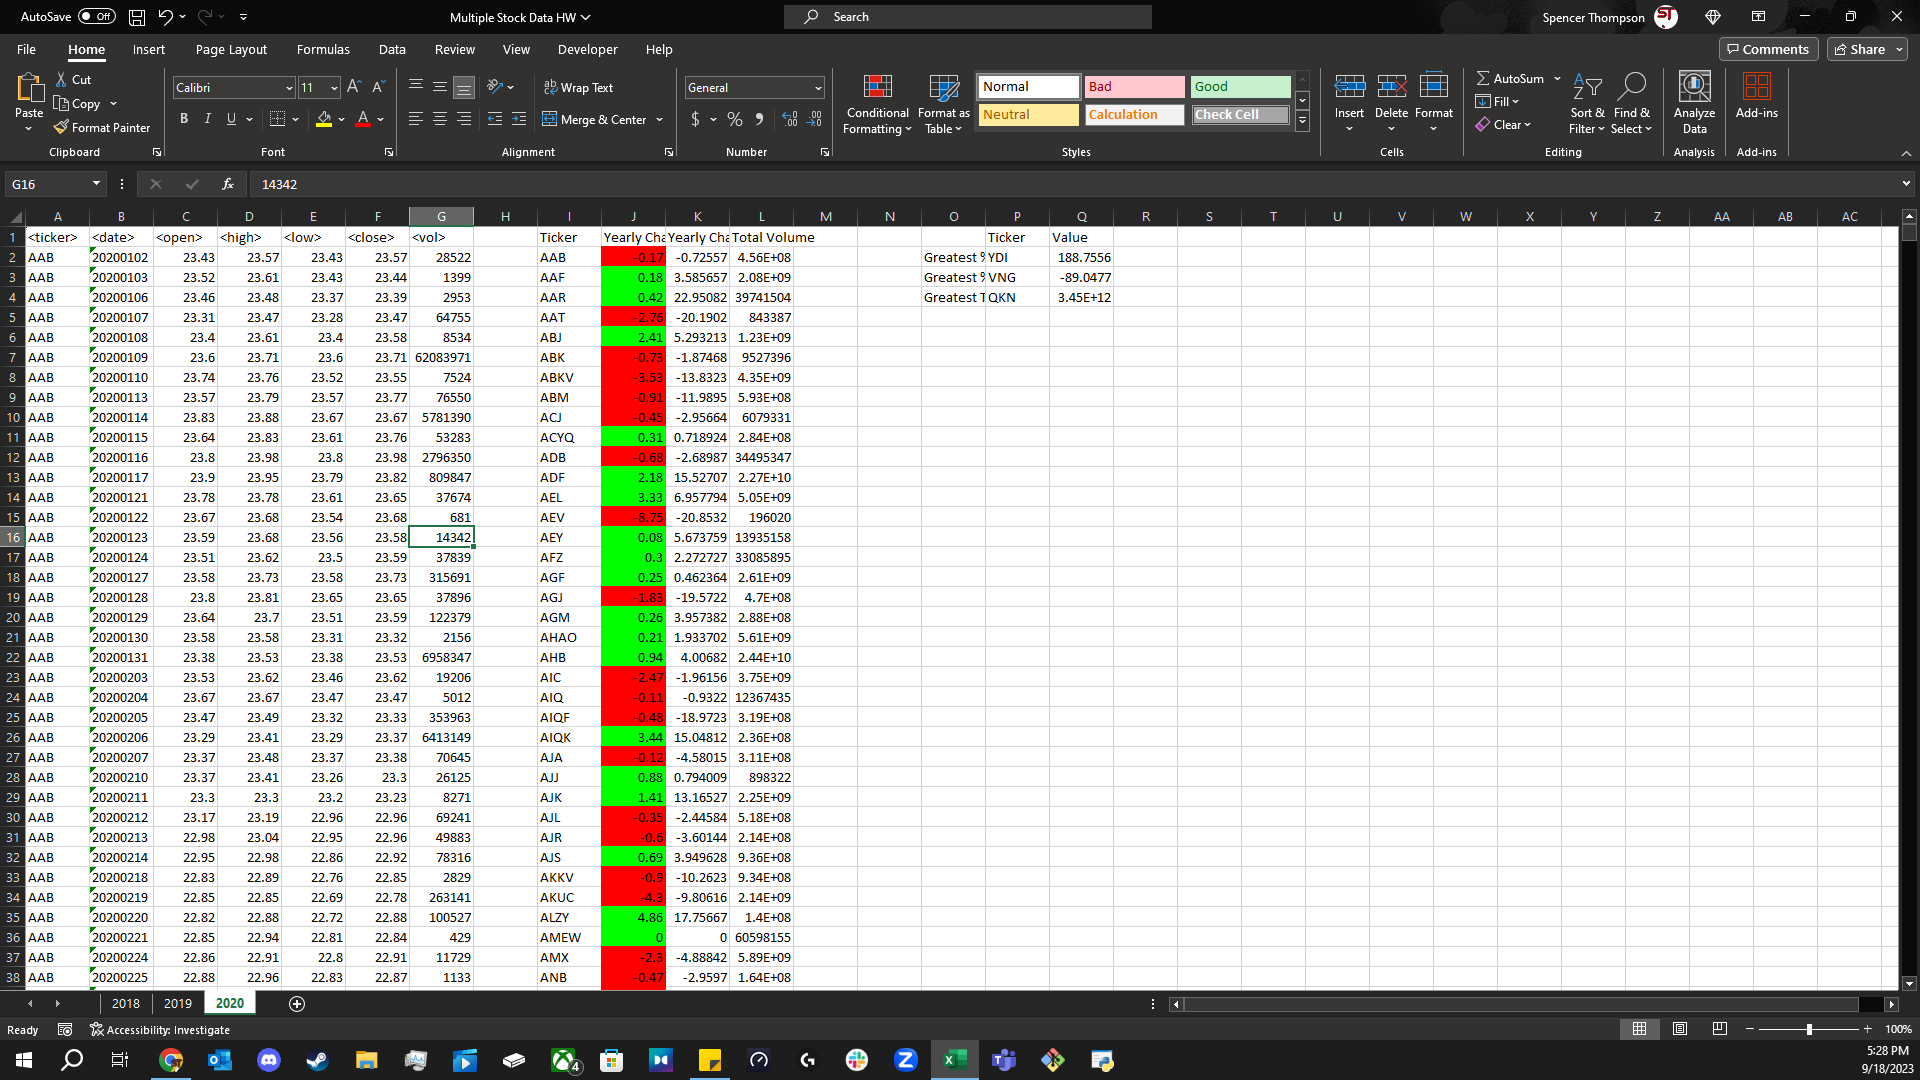 AutoSave Off Multiple Stock Data HW Search Spencer Thompson ST
File Home Insert Page Layout Formulas Data Review View Developer Help Comments Share
Paste Cut Copy Format Painter Calibri 11 Wrap Text Merge & Center General Conditional Formatting Format as Table Normal Bad Good Neutral Calculation Check Cell Insert Delete Format AutoSum Fill Clear Sort & Filter Find & Select Analyze Data Add-ins
Clipboard Font Alignment Number Styles Cells Editing Analysis Add-ins
G16 fx 14342
A B C D E F G H I J K L M N O P Q R S T U V W X Y Z AA AB AC
1 <ticker> <date> <open> <high> <low> <close> <vol> Ticker Yearly Cha Yearly Cha Total Volume Ticker Value
2 AAB 20200102 23.43 23.57 23.43 23.57 28522 AAB -0.17 -0.72557 4.56E+08 Greatest % YDI 188.7556
3 AAB 20200103 23.52 23.61 23.43 23.44 1399 AAF 0.18 3.585657 2.08E+09 Greatest % VNG -89.0477
4 AAB 20200106 23.46 23.48 23.37 23.39 2953 AAR 0.42 22.95082 39741504 Greatest T QKN 3.45E+12
5 AAB 20200107 23.31 23.47 23.28 23.47 64755 AAT -2.76 -20.1902 843387
6 AAB 20200108 23.4 23.61 23.4 23.58 8534 ABJ 2.41 5.293213 1.23E+09
7 AAB 20200109 23.6 23.71 23.6 23.71 62083971 ABK -0.73 -1.87468 9527396
8 AAB 20200110 23.74 23.76 23.52 23.55 7524 ABKV -3.53 -13.8323 4.35E+09
9 AAB 20200113 23.57 23.79 23.57 23.77 76550 ABM -0.91 -11.9895 5.93E+08
10 AAB 20200114 23.83 23.88 23.67 23.67 5781390 ACJ -0.45 -2.95664 6079331
11 AAB 20200115 23.64 23.83 23.61 23.76 53283 ACYQ 0.31 0.718924 2.84E+08
12 AAB 20200116 23.8 23.98 23.8 23.98 2796350 ADB -0.68 -2.68987 34495347
13 AAB 20200117 23.9 23.95 23.79 23.82 809847 ADF 2.18 15.52707 2.27E+10
14 AAB 20200121 23.78 23.78 23.61 23.65 37674 AEL 3.33 6.957794 5.05E+09
15 AAB 20200122 23.67 23.68 23.54 23.68 681 AEV -8.75 -20.8532 196020
16 AAB 20200123 23.59 23.68 23.56 23.58 14342 AEY 0.08 5.673759 13935158
17 AAB 20200124 23.51 23.62 23.5 23.59 37839 AFZ 0.3 2.272727 33085895
18 AAB 20200127 23.58 23.73 23.58 23.73 315691 AGF 0.25 0.462364 2.61E+09
19 AAB 20200128 23.8 23.81 23.65 23.65 37896 AGJ -1.83 -19.5722 4.7E+08
20 AAB 20200129 23.64 23.7 23.51 23.59 122379 AGM 0.26 3.957382 2.88E+08
21 AAB 20200130 23.58 23.58 23.31 23.32 2156 AHAO 0.21 1.933702 5.61E+09
22 AAB 20200131 23.38 23.53 23.38 23.53 6958347 AHB 0.94 4.00682 2.44E+10
23 AAB 20200203 23.53 23.62 23.46 23.62 19206 AIC -2.47 -1.96156 3.75E+09
24 AAB 20200204 23.67 23.67 23.47 23.47 5012 AIQ -0.11 -0.9322 12367435
25 AAB 20200205 23.47 23.49 23.32 23.33 353963 AIQF -0.48 -18.9723 3.19E+08
26 AAB 20200206 23.29 23.41 23.29 23.37 6413149 AIQK 3.44 15.04812 2.36E+08
27 AAB 20200207 23.37 23.48 23.37 23.38 70645 AJA -0.12 -4.58015 3.11E+08
28 AAB 20200210 23.37 23.41 23.26 23.3 26125 AJJ 0.88 0.794009 898322
29 AAB 20200211 23.3 23.3 23.2 23.23 8271 AJK 1.41 13.16527 2.25E+09
30 AAB 20200212 23.17 23.19 22.96 22.96 69241 AJL -0.35 -2.44584 5.18E+08
31 AAB 20200213 22.98 23.04 22.95 22.96 49883 AJR -0.6 -3.60144 2.14E+08
32 AAB 20200214 22.95 22.98 22.86 22.92 78316 AJS 0.69 3.949628 9.36E+08
33 AAB 20200218 22.83 22.89 22.76 22.85 2829 AKKV -0.9 -10.2623 9.34E+08
34 AAB 20200219 22.85 22.85 22.69 22.78 263141 AKUC -4.3 -9.80616 2.14E+09
35 AAB 20200220 22.82 22.88 22.72 22.88 100527 ALZY 4.86 17.75667 1.4E+08
36 AAB 20200221 22.85 22.94 22.81 22.84 429 AMEW 0 0 60598155
37 AAB 20200224 22.86 22.91 22.8 22.91 11729 AMX -2.3 -4.88842 5.89E+09
38 AAB 20200225 22.88 22.96 22.83 22.87 1133 ANB -0.47 -2.9597 1.64E+08
2018 2019 2020
Ready Accessibility: Investigate 100%
4
5:28 PM
9/18/2023